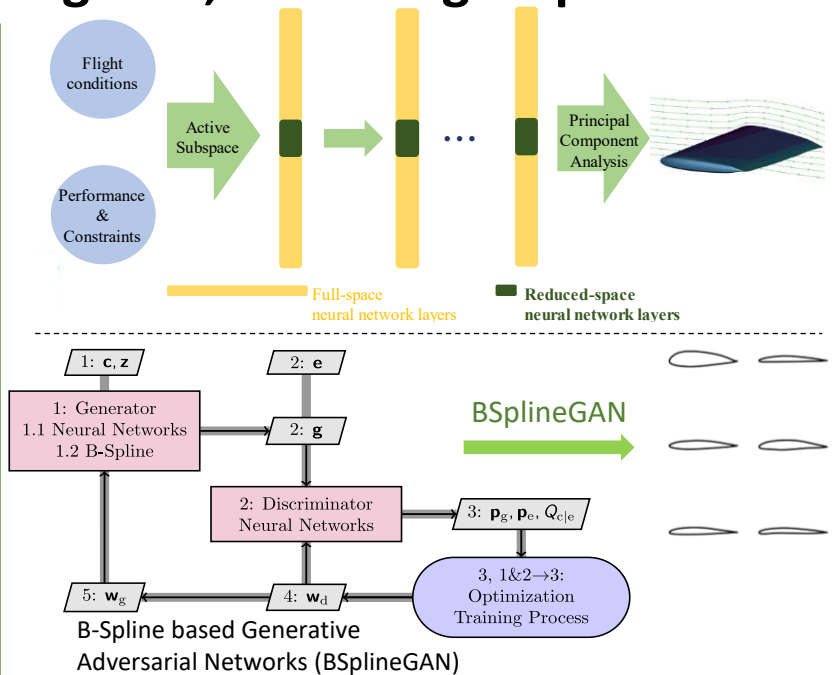 Flight
conditions
Active
Subspace
...
Principal
Component
Analysis
Performance
&
Constraints
Full-space
neural network layers
Reduced-space
neural network layers
1: c, z
2: e
1: Generator
1.1 Neural Networks
1.2 B-Spline
2: g
BSplineGAN
2: Discriminator
Neural Networks
3: pg, pe, Qc|e
3, 1&2→3:
Optimization
Training Process
5: wg
4: wd
B-Spline based Generative
Adversarial Networks (BSplineGAN)